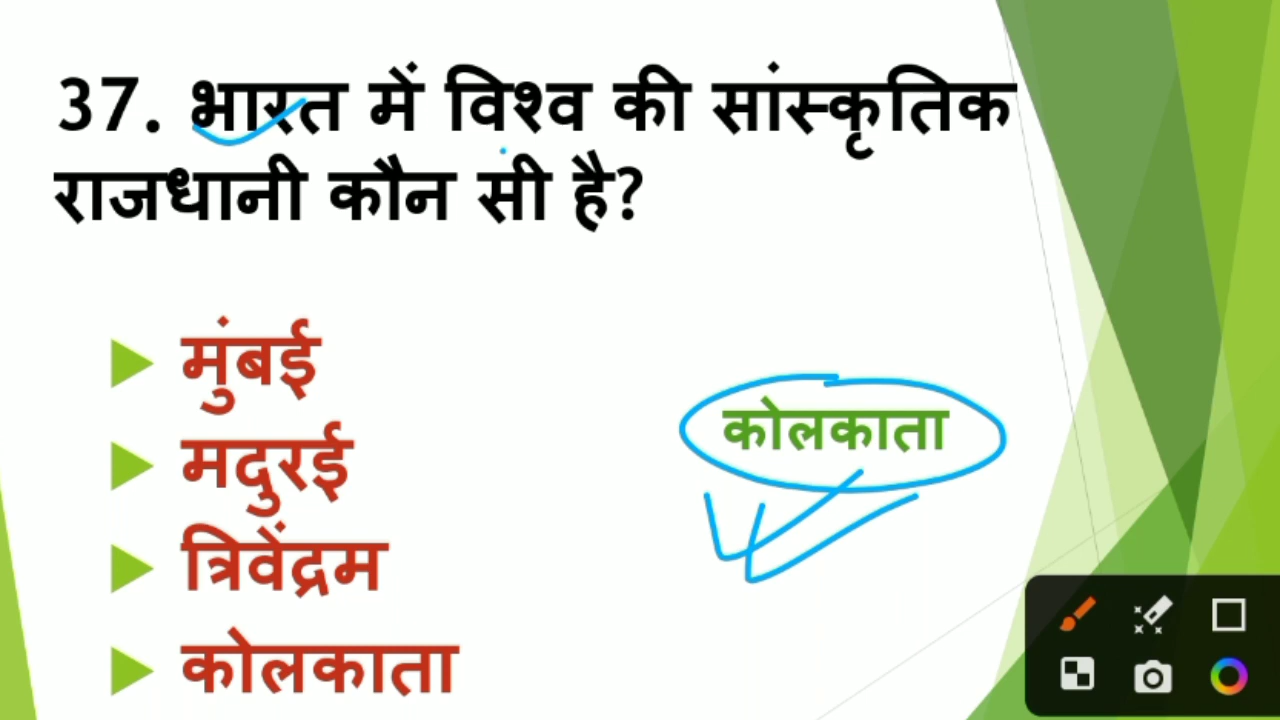 37. भारत में विश्व की सांस्कृतिक
राजधानी कौन सी है?
मुंबई
मदुरई
त्रिवेंद्रम
कोलकाता
कोलकाता